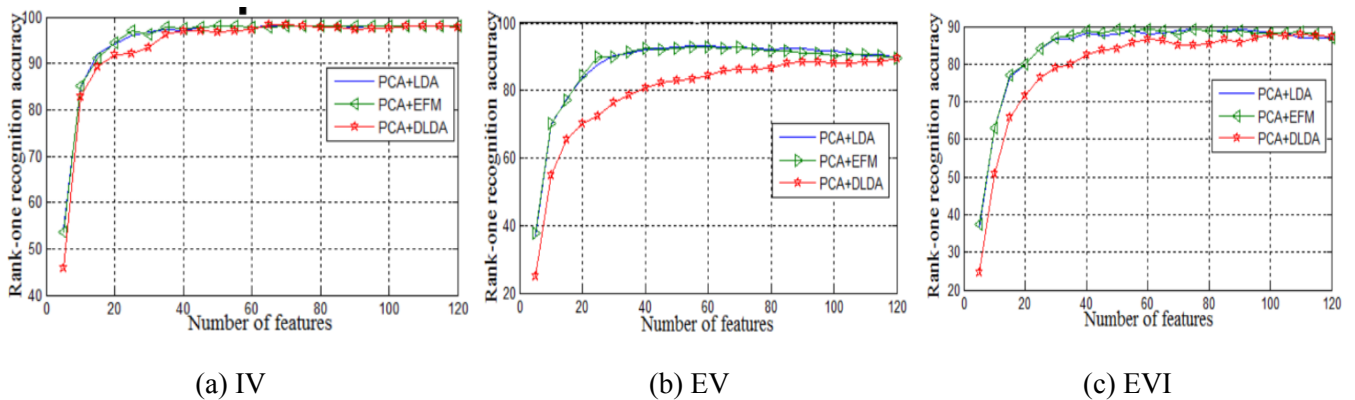 Rank-one recognition accuracy
100
90
80
70
60
50
40
0 20 40 60 80 100 120
Number of features
PCA+LDA
PCA+EFM
PCA+DLDA
(a) IV
Rank-one recognition accuracy
100
80
60
40
20
0 20 40 60 80 100 120
Number of features
PCA+LDA
PCA+EFM
PCA+DLDA
(b) EV
Rank-one recognition accuracy
90
80
70
60
50
40
30
20
0 20 40 60 80 100 120
Number of features
PCA+LDA
PCA+EFM
PCA+DLDA
(c) EVI